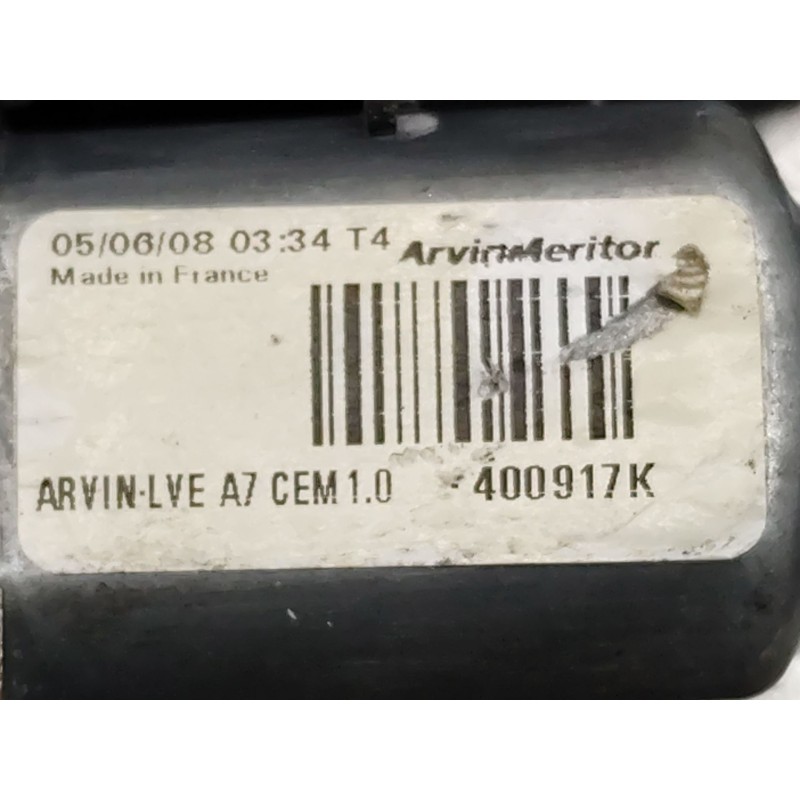 05/06/08 03:34 T4 ArvinMeritor
Made in France
ARVIN-LVE A7 CEM 1.0 - 400917K